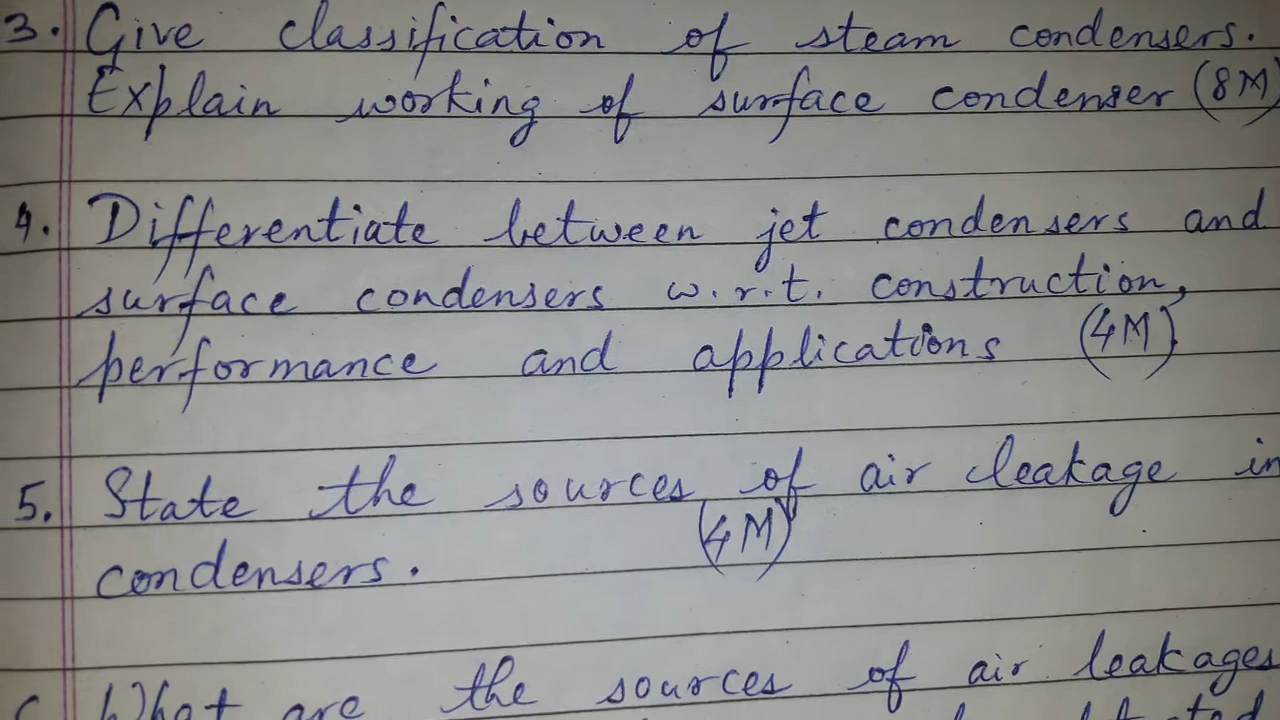 3. Give classification of steam condensers.
Explain working of surface condenser (8M)
4. Differentiate between jet condensers and
surface condensers w.r.t. construction,
performance and applications (4M)
5. State the sources of air leakage in
(4M)
condensers.
What are the sources of air leakages